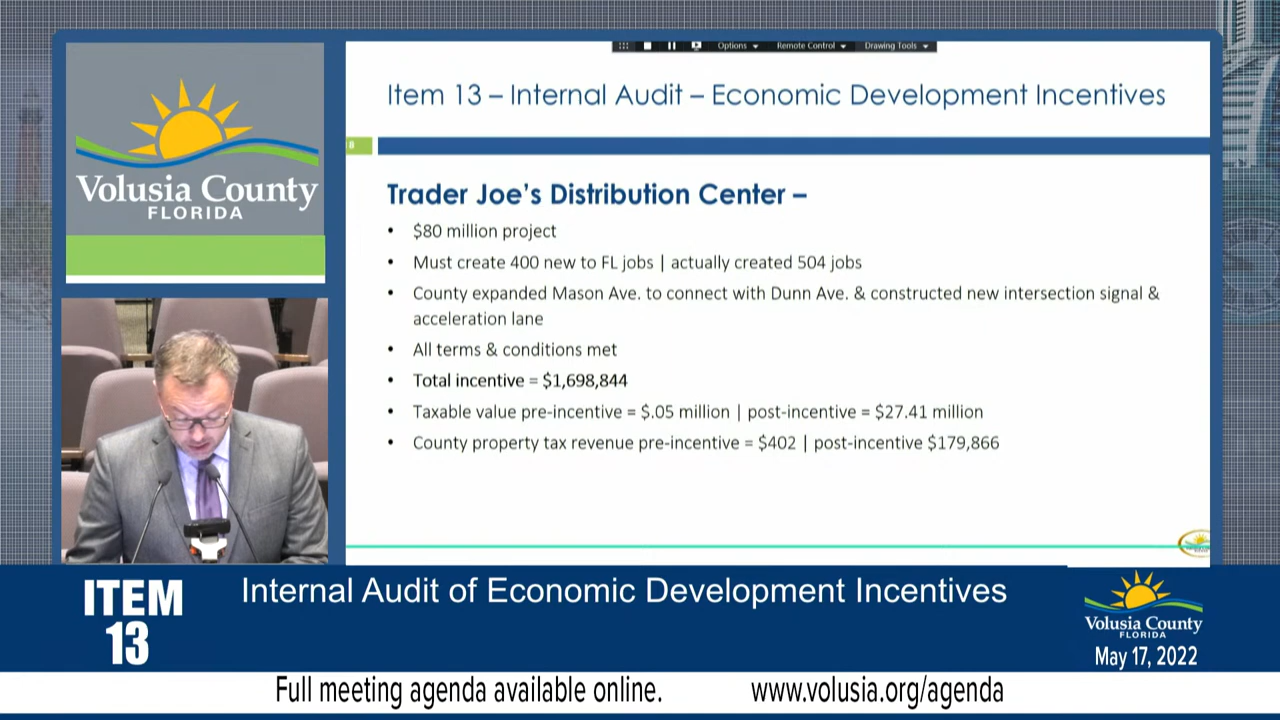 Options
Remote Control
Drawing Tools
Item 13 – Internal Audit – Economic Development Incentives
Volusia County
FLORIDA
Trader Joe's Distribution Center –
• $80 million project
• Must create 400 new to FL jobs | actually created 504 jobs
• County expanded Mason Ave. to connect with Dunn Ave. & constructed new intersection signal &
acceleration lane
• All terms & conditions met
• Total incentive = $1,698,844
• Taxable value pre-incentive = $.05 million | post-incentive = $27.41 million
• County property tax revenue pre-incentive = $402 | post-incentive $179,866
ITEM
13
Internal Audit of Economic Development Incentives
Volusia County
FLORIDA
May 17, 2022
Full meeting agenda available online.
www.volusia.org/agenda